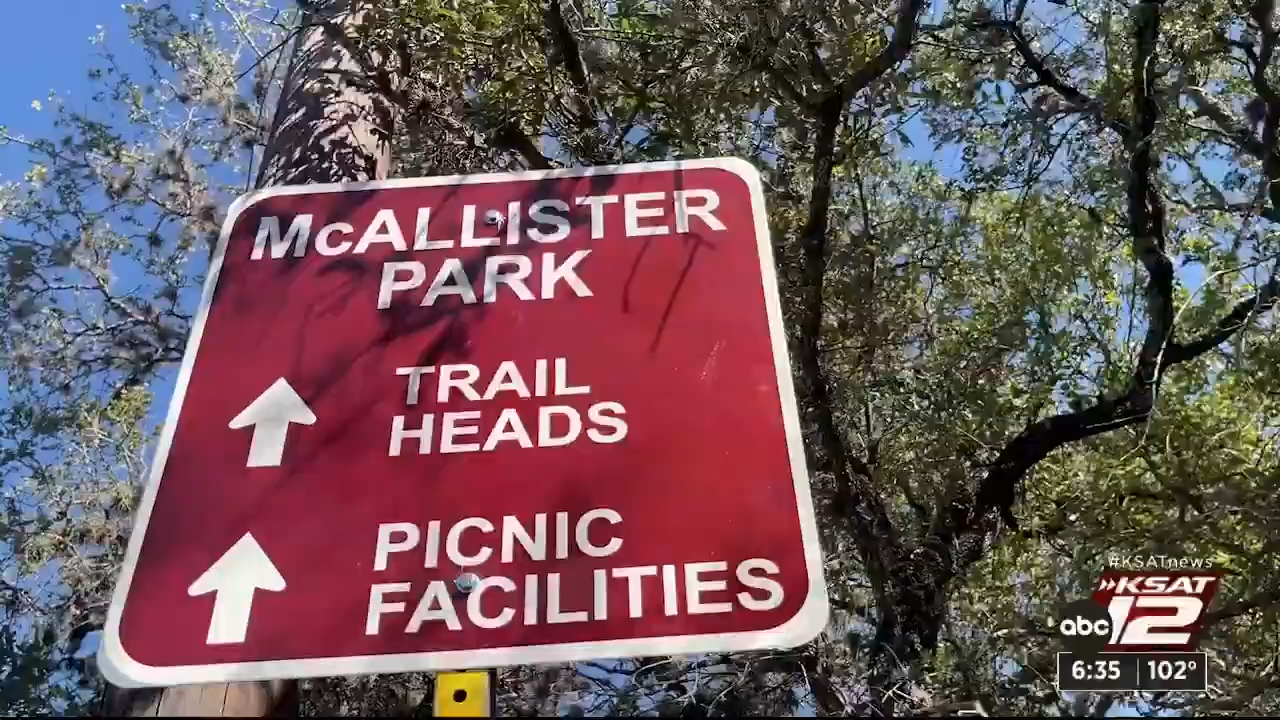 McALLISTER
PARK
TRAIL
HEADS
PICNIC
FACILITIES
#KSATnews
»KSAT
abc 12
6:35 102°